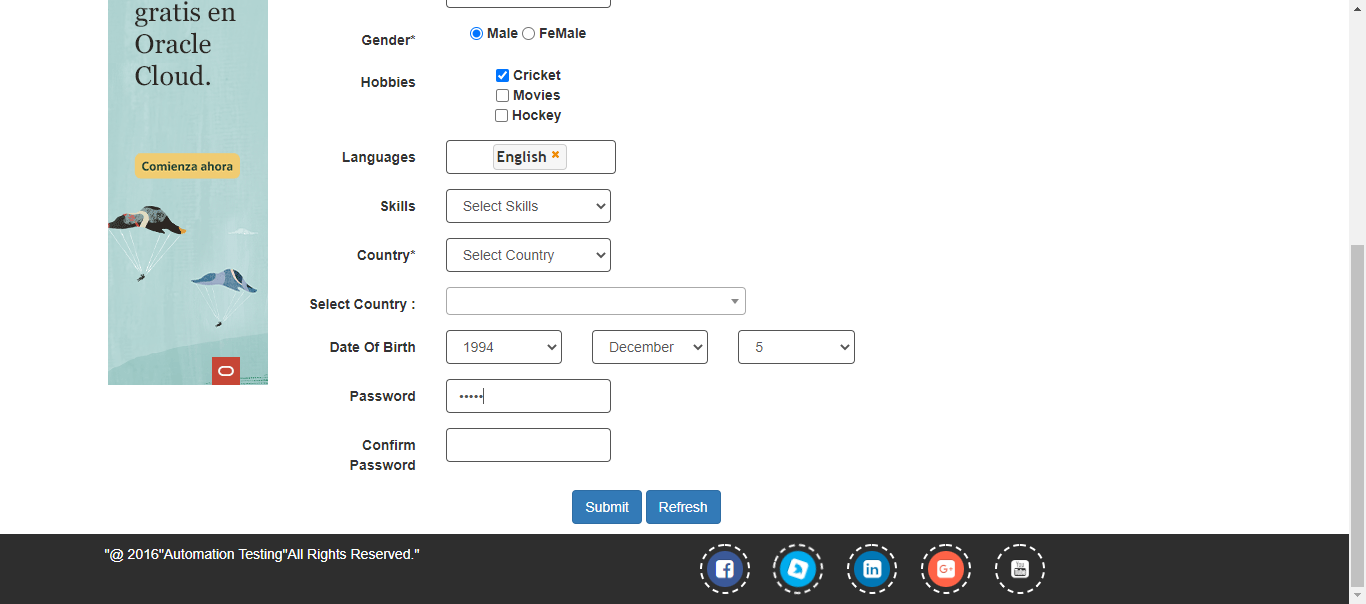 gratis en
Oracle
Cloud.
Comienza ahora
Gender*
Male FeMale
Hobbies
Cricket
Movies
Hockey
Languages
English
Skills
Select Skills
Country*
Select Country
Select Country :
Date Of Birth
1994 December 5
Password
•••••
Confirm
Password
Submit Refresh
"@ 2016"Automation Testing"All Rights Reserved."
f
in
G+
You